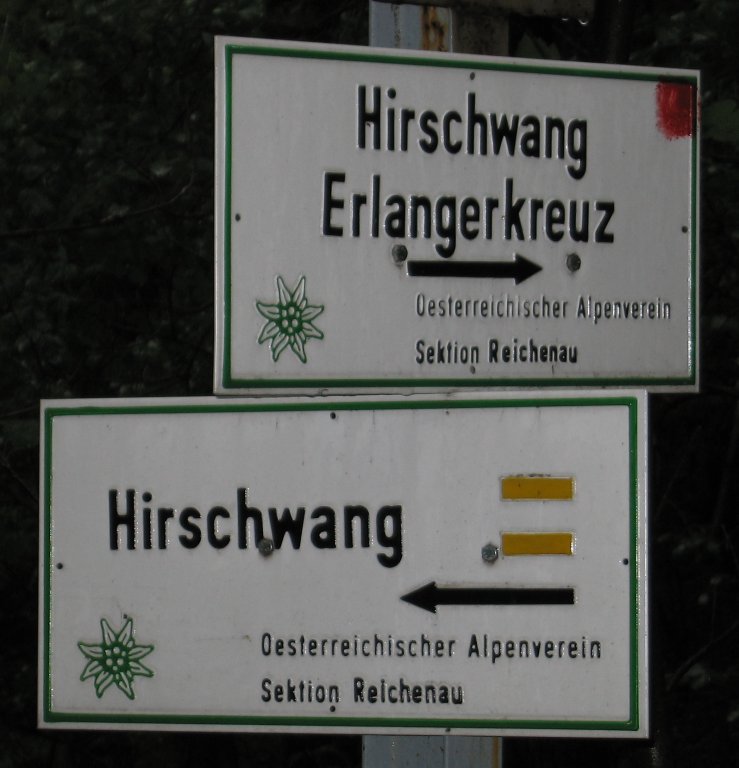 Hirschwang
Erlangerkreuz
Oesterreichischer Alpenverein
Sektion Reichenau
Hirschwang
Oesterreichischer Alpenverein
Sektion Reichenau